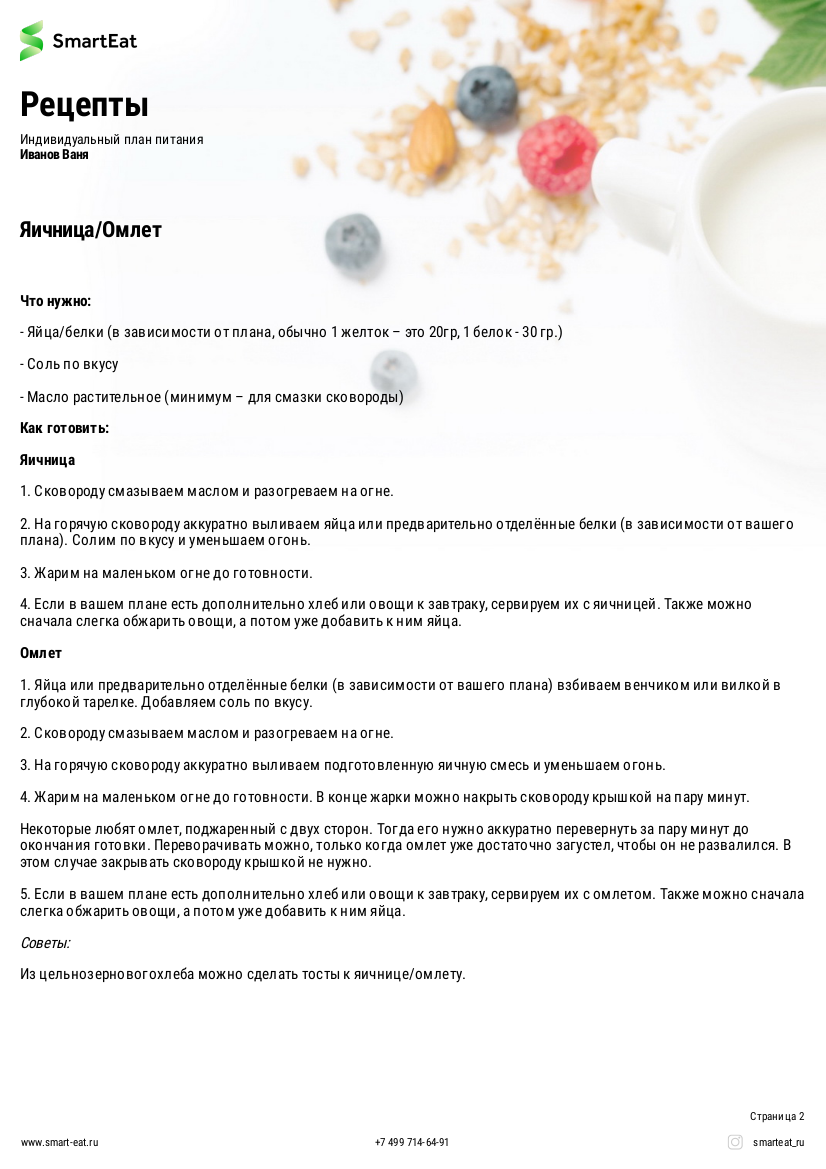 SmartEat
Рецепты
Индивидуальный план питания
Иванов Ваня
Яичница/Омлет
Что нужно:
- Яйца/белки (в зависимости от плана, обычно 1 желток – это 20гр, 1 белок - 30 гр.)
- Соль по вкусу
- Масло растительное (минимум – для смазки сковороды)
Как готовить:
Яичница
1. Сковороду смазываем маслом и разогреваем на огне.
2. На горячую сковороду аккуратно выливаем яйца или предварительно отделённые белки (в зависимости от вашего
плана). Солим по вкусу и уменьшаем огонь.
3. Жарим на маленьком огне до готовности.
4. Если в вашем плане есть дополнительно хлеб или овощи к завтраку, сервируем их с яичницей. Также можно
сначала слегка обжарить овощи, а потом уже добавить к ним яйца.
Омлет
1. Яйца или предварительно отделённые белки (в зависимости от вашего плана) взбиваем венчиком или вилкой в
глубокой тарелке. Добавляем соль по вкусу.
2. Сковороду смазываем маслом и разогреваем на огне.
3. На горячую сковороду аккуратно выливаем подготовленную яичную смесь и уменьшаем огонь.
4. Жарим на маленьком огне до готовности. В конце жарки можно накрыть сковороду крышкой на пару минут.
Некоторые любят омлет, поджаренный с двух сторон. Тогда его нужно аккуратно перевернуть за пару минут до
окончания готовки. Переворачивать можно, только когда омлет уже достаточно загустел, чтобы он не развалился. В
этом случае закрывать сковороду крышкой не нужно.
5. Если в вашем плане есть дополнительно хлеб или овощи к завтраку, сервируем их с омлетом. Также можно сначала
слегка обжарить овощи, а потом уже добавить к ним яйца.
Советы:
Из цельнозернового хлеба можно сделать тосты к яичнице/омлету.
Страница 2
www.smart-eat.ru +7 499 714-64-91 smarteat_ru